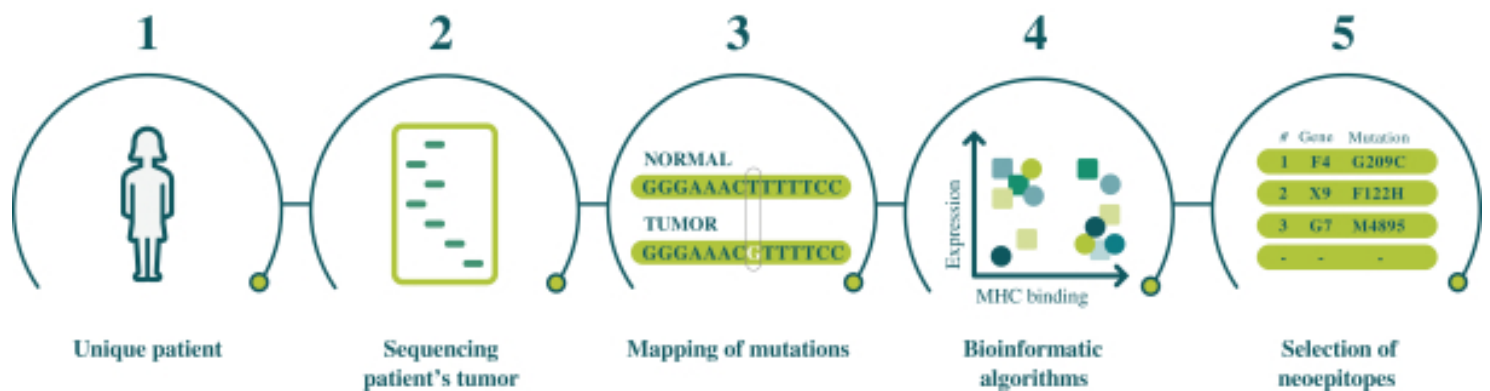 1
2
3
4
5
NORMAL
GGGAAACTTTTTCC
TUMOR
GGGAAACGTTTTCC
Expression
MHC binding
# Gene Mutation
1 F4 G209C
2 X9 F122H
3 G7 M4895
- - -
Unique patient
Sequencing
patient's tumor
Mapping of mutations
Bioinformatic
algorithms
Selection of
neoepitopes